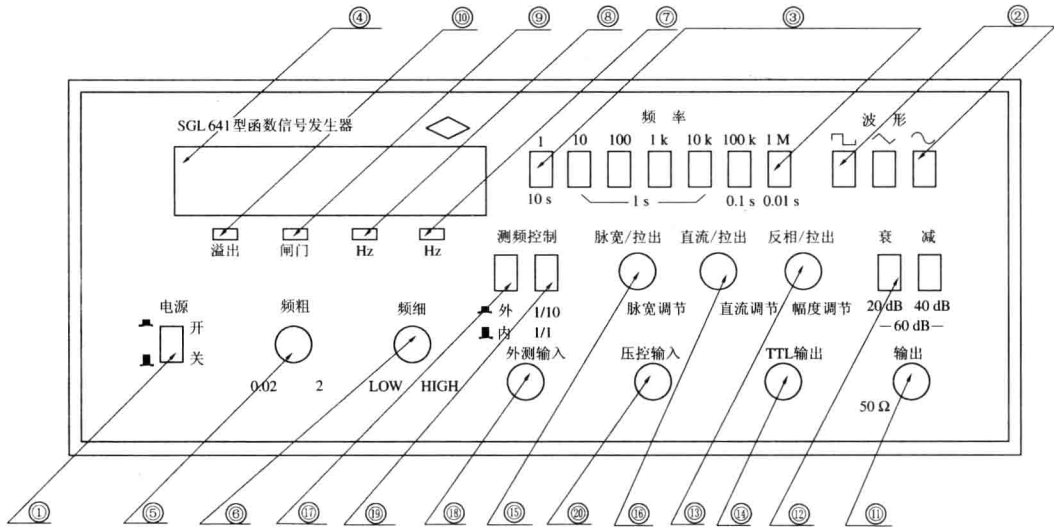 ④ ⑩ ⑨ ⑧ ⑦ ③ ②
SGL 641型函数信号发生器
频 率
波 形
1 10 100 1 k 10 k 100 k 1 M
10 s 1 s 0.1 s 0.01 s
溢出 闸门 Hz Hz
测频控制 脉宽/拉出 直流/拉出 反相/拉出 衰 减
电源 频粗 频细
外 1/10
脉宽调节 直流调节 幅度调节
20 dB 40 dB
60 dB
开
关
内 1/1
0.02 2
LOW HIGH
外测输入 压控输入 TTL输出 输出
50 Ω
① ⑤ ⑥ ⑰ ⑲ ⑱ ⑮ ⑳ ⑯ ⑬ ⑭ ⑫ ⑪